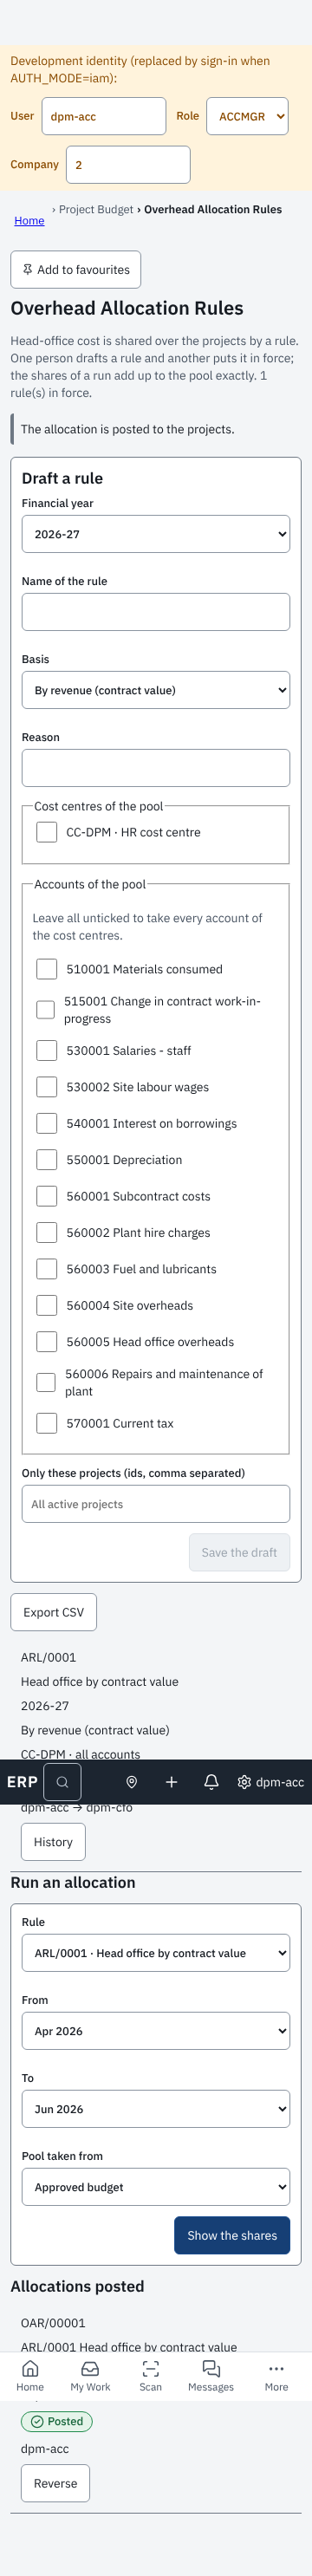 Development identity (replaced by sign-in when
AUTH_MODE=iam):
User dpm-acc Role ACCMGR
Company 2
Home › Project Budget › Overhead Allocation Rules
Add to favourites
Overhead Allocation Rules
Head-office cost is shared over the projects by a rule.
One person drafts a rule and another puts it in force;
the shares of a run add up to the pool exactly. 1
rule(s) in force.
The allocation is posted to the projects.
Draft a rule
Financial year
2026-27
Name of the rule
Basis
By revenue (contract value)
Reason
Cost centres of the pool
CC-DPM · HR cost centre
Accounts of the pool
Leave all unticked to take every account of
the cost centres.
510001 Materials consumed
515001 Change in contract work-in-
progress
530001 Salaries - staff
530002 Site labour wages
540001 Interest on borrowings
550001 Depreciation
560001 Subcontract costs
560002 Plant hire charges
560003 Fuel and lubricants
560004 Site overheads
560005 Head office overheads
560006 Repairs and maintenance of
plant
570001 Current tax
Only these projects (ids, comma separated)
All active projects
Save the draft
Export CSV
ARL/0001
Head office by contract value
2026-27
By revenue (contract value)
CC-DPM · all accounts
ERP dpm-acc
dpm-acc → dpm-cfo
History
Run an allocation
Rule
ARL/0001 · Head office by contract value
From
Apr 2026
To
Jun 2026
Pool taken from
Approved budget
Show the shares
Allocations posted
OAR/00001
ARL/0001 Head office by contract value
Home My Work Scan Messages More
Posted
dpm-acc
Reverse